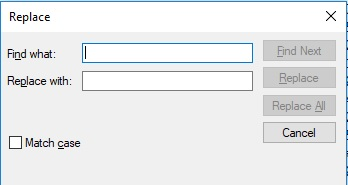 Replace
Find what:
Find Next
Replace with:
Replace
Replace All
Cancel
Match case